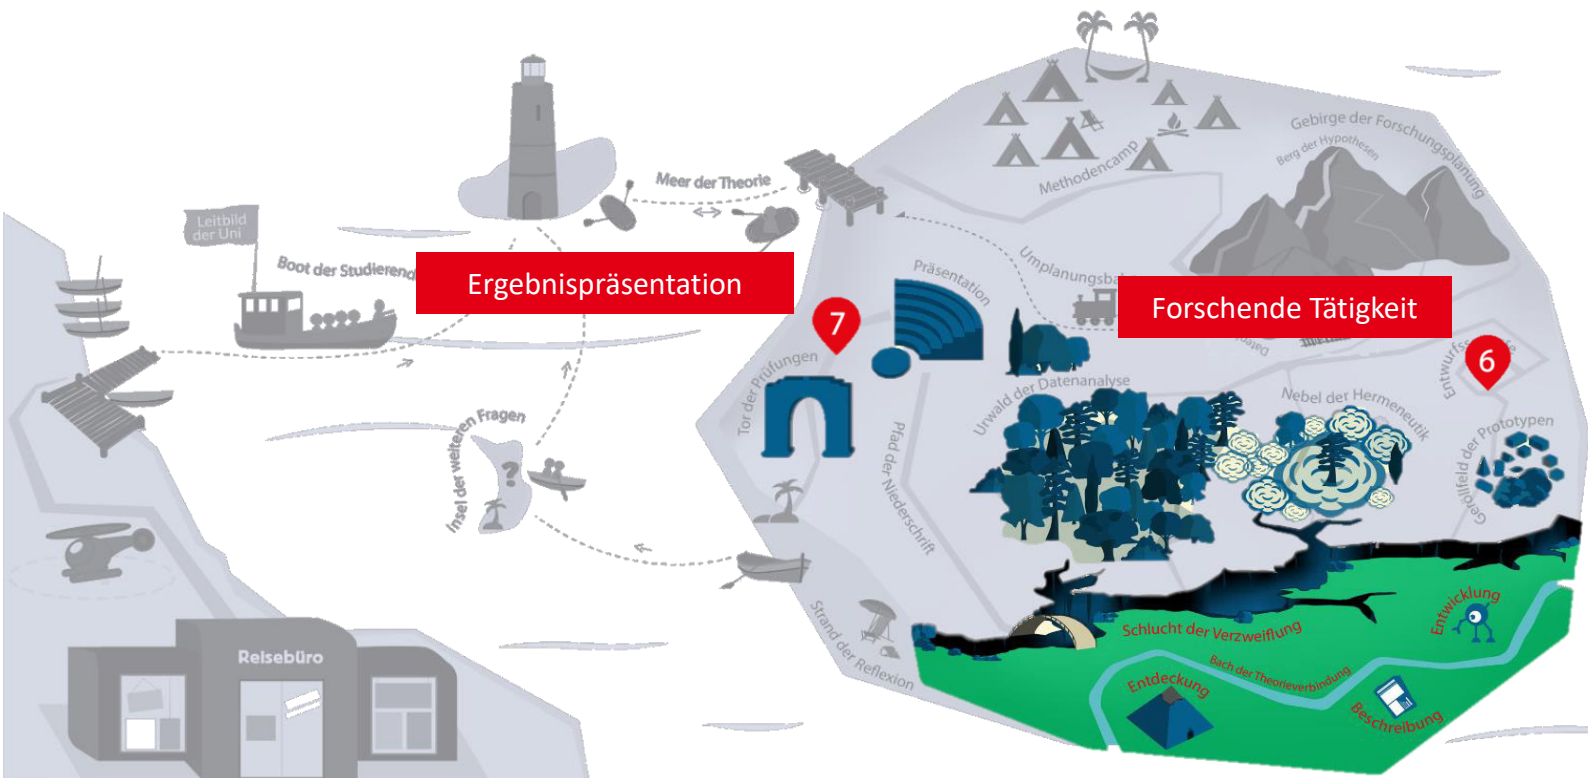 Leitbild
der Uni
Boot der Studierend
Meer der Theorie
Ergebnispräsentation
Insel der weiteren Fragen
?
Reisebüro
Methodencamp
Gebirge der Forschungsplanung
Berg der Hypothesen
Präsentation
Forschende Tätigkeit
7
6
Tor der Prüfungen
Pfad der Niederschrift
Urwald der Datenanalyse
Nebel der Hermeneutik
Geröllfeld der Prototypen
Strand der Reflexion
Schlucht der Verzweiflung
Bach der Theorieverbindung
Entwicklung
Entdeckung
Beschreibung